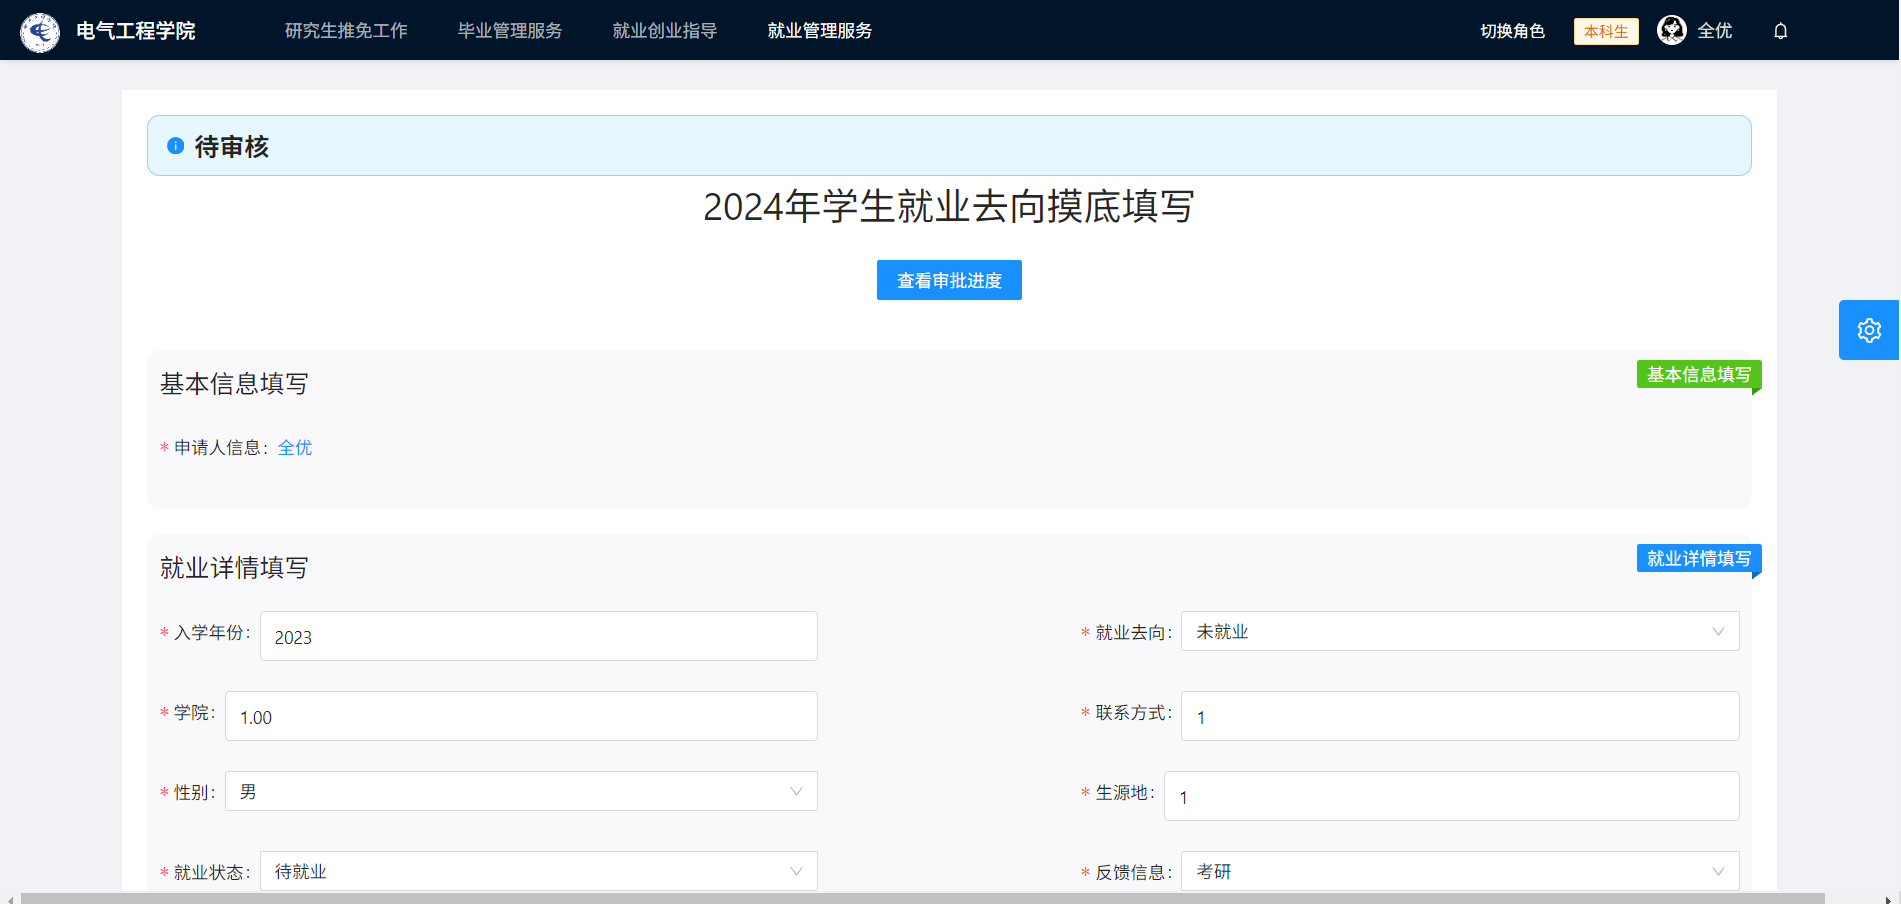 电气工程学院 研究生推免工作 毕业管理服务 就业创业指导 就业管理服务 切换角色 本科生 全优
待审核
2024年学生就业去向摸底填写
查看审批进度
基本信息填写 基本信息填写
* 申请人信息: 全优
就业详情填写 就业详情填写
* 入学年份: 2023 * 就业去向: 未就业
* 学院: 1.00 * 联系方式: 1
* 性别: 男 * 生源地: 1
* 就业状态: 待就业 * 反馈信息: 考研